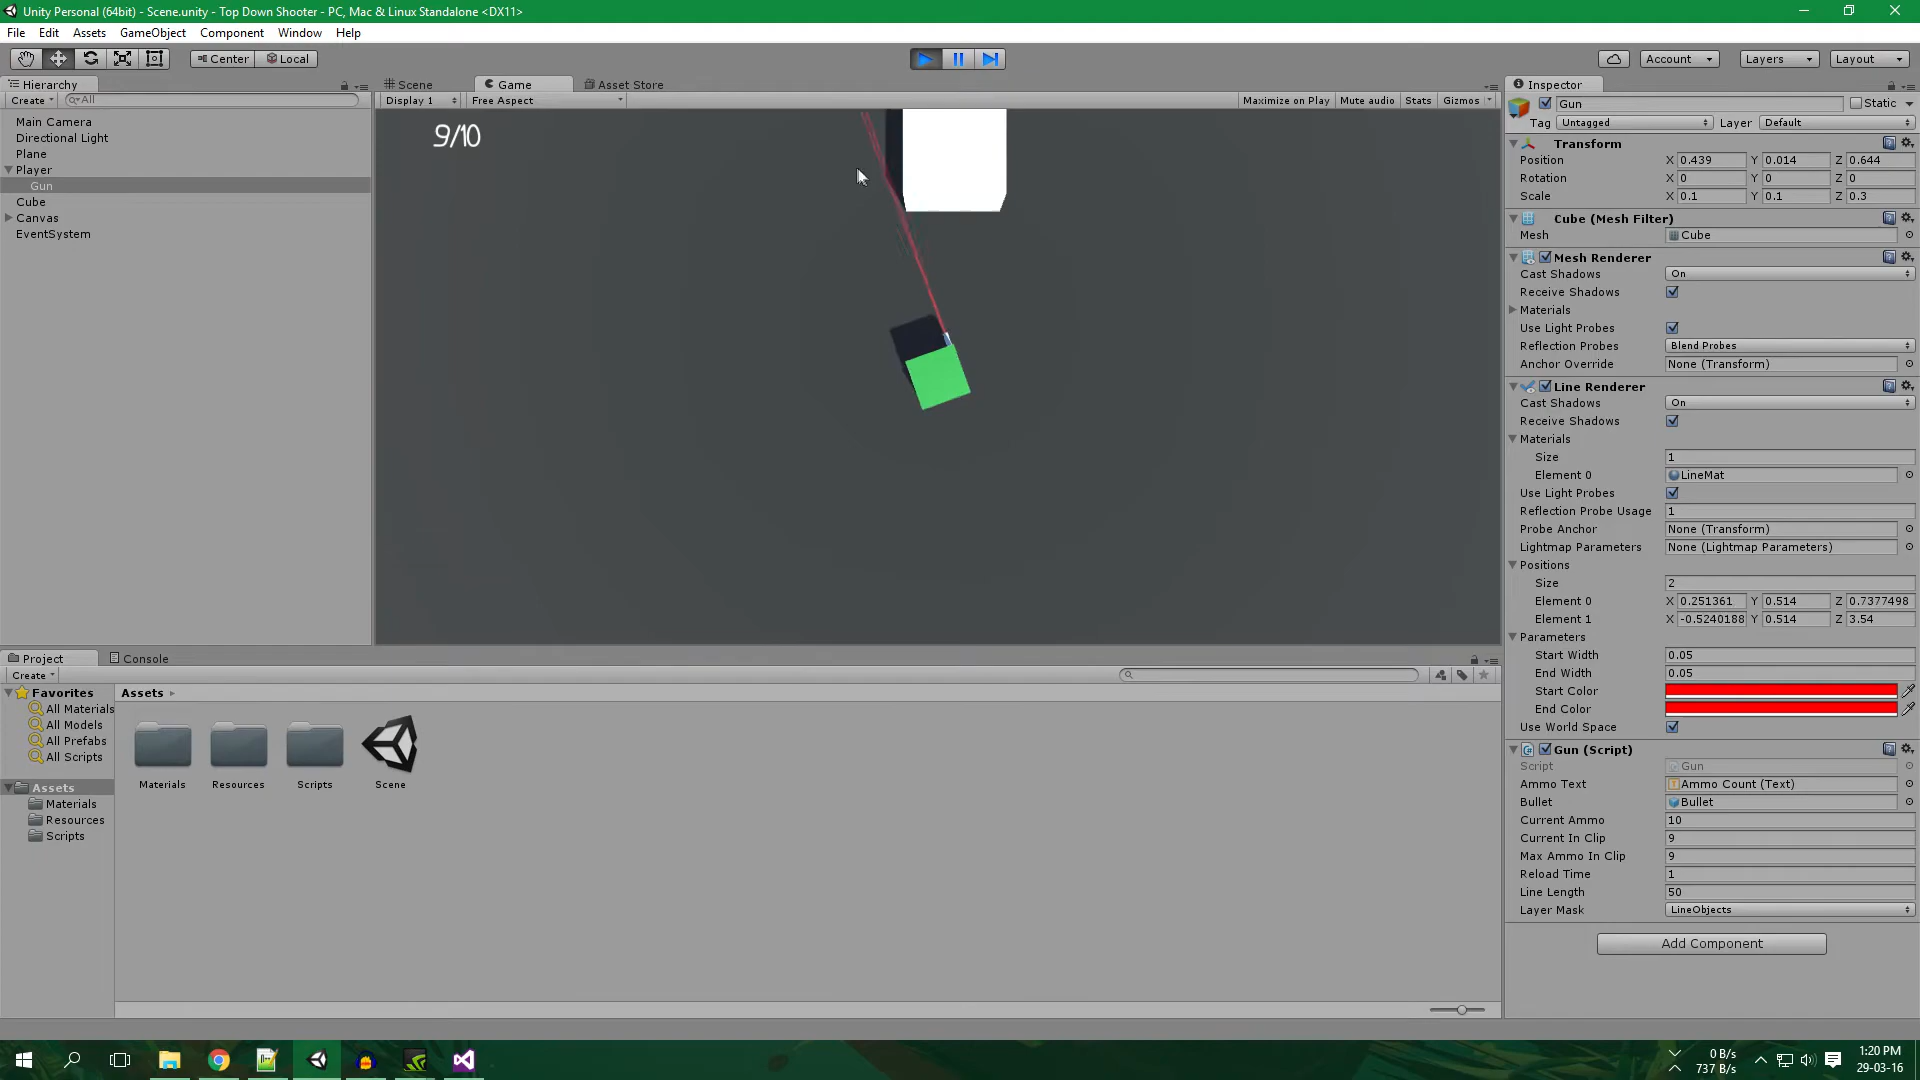 Unity Personal (64bit) - Scene.unity - Top Down Shooter - PC, Mac & Linux Standalone <DX11>
File Edit Assets GameObject Component Window Help
Center Local Account Layers Layout
Hierarchy Scene Game Asset Store Inspector
Create All Display 1 Free Aspect Maximize on Play Mute audio Stats Gizmos Gun Static
Tag Untagged Layer Default
Main Camera
Directional Light
Plane
Player
Gun
Cube
Canvas
EventSystem
9/10
Transform
Position X 0.439 Y 0.014 Z 0.644
Rotation X 0 Y 0 Z 0
Scale X 0.1 Y 0.1 Z 0.3
Cube (Mesh Filter)
Mesh Cube
Mesh Renderer
Cast Shadows On
Receive Shadows
Materials
Use Light Probes
Reflection Probes Blend Probes
Anchor Override None (Transform)
Line Renderer
Cast Shadows On
Receive Shadows
Materials
Size 1
Element 0 LineMat
Use Light Probes
Reflection Probe Usage 1
Probe Anchor None (Transform)
Lightmap Parameters None (Lightmap Parameters)
Positions
Size 2
Element 0 X 0.251361 Y 0.514 Z 0.7377498
Element 1 X -0.5240188 Y 0.514 Z 3.54
Parameters
Start Width 0.05
End Width 0.05
Start Color
End Color
Use World Space
Gun (Script)
Script Gun
Ammo Text Ammo Count (Text)
Bullet Bullet
Current Ammo 10
Current In Clip 9
Max Ammo In Clip 9
Reload Time 1
Line Length 50
Layer Mask LineObjects
Add Component
Project Console
Create
Favorites
All Materials
All Models
All Prefabs
All Scripts
Assets
Materials
Resources
Scripts
Assets
Materials Resources Scripts Scene
0 B/s
737 B/s
1:20 PM
29-03-16